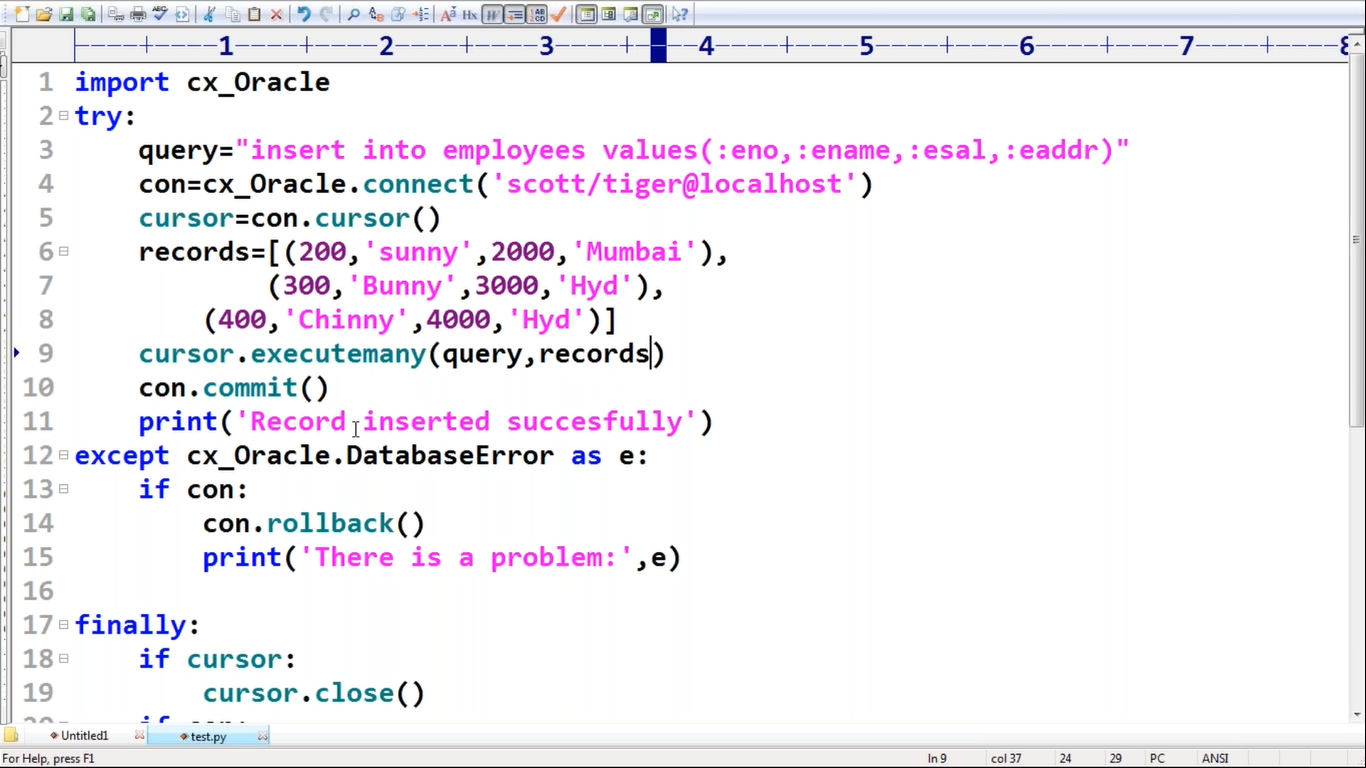 1 2 3 4 5 6 7 8
1 import cx_Oracle
2 try:
3     query="insert into employees values(:eno,:ename,:esal,:eaddr)"
4     con=cx_Oracle.connect('scott/tiger@localhost')
5     cursor=con.cursor()
6     records=[(200,'sunny',2000,'Mumbai'),
7             (300,'Bunny',3000,'Hyd'),
8         (400,'Chinny',4000,'Hyd')]
9     cursor.executemany(query,records)
10     con.commit()
11     print('Record inserted succesfully')
12 except cx_Oracle.DatabaseError as e:
13     if con:
14         con.rollback()
15         print('There is a problem:',e)
16
17 finally:
18     if cursor:
19         cursor.close()
Untitled1 test.py
For Help, press F1 ln 9 col 37 24 29 PC ANSI